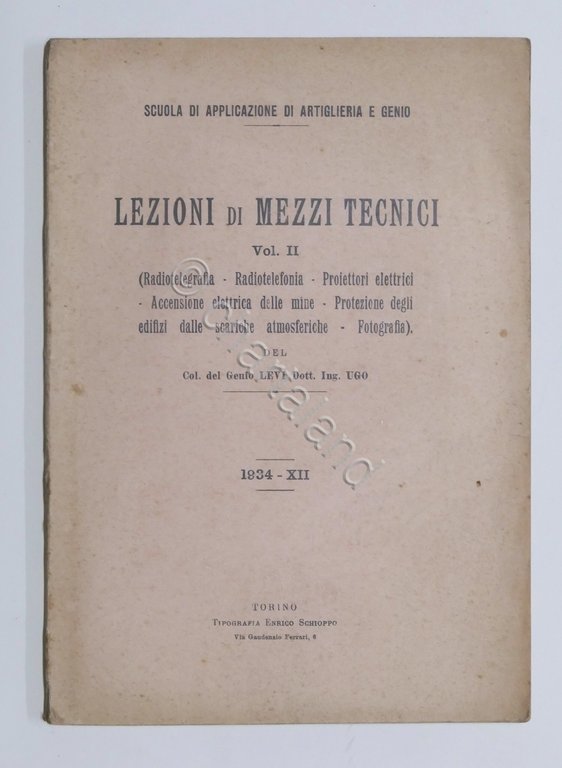 SCUOLA DI APPLICAZIONE DI ARTIGLIERIA E GENIO
LEZIONI DI MEZZI TECNICI
Vol. II
(Radiotelegrafia - Radiotelefonia - Proiettori elettrici
- Accensione elettrica delle mine - Protezione degli
edifizi dalle scariche atmosferiche - Fotografia).
DEL
Col. del Genio LEVI Dott. Ing. UGO
1934 - XII
TORINO
TIPOGRAFIA ENRICO SCHIOPPO
Via Gaudenzio Ferrari, 6
© chartaland